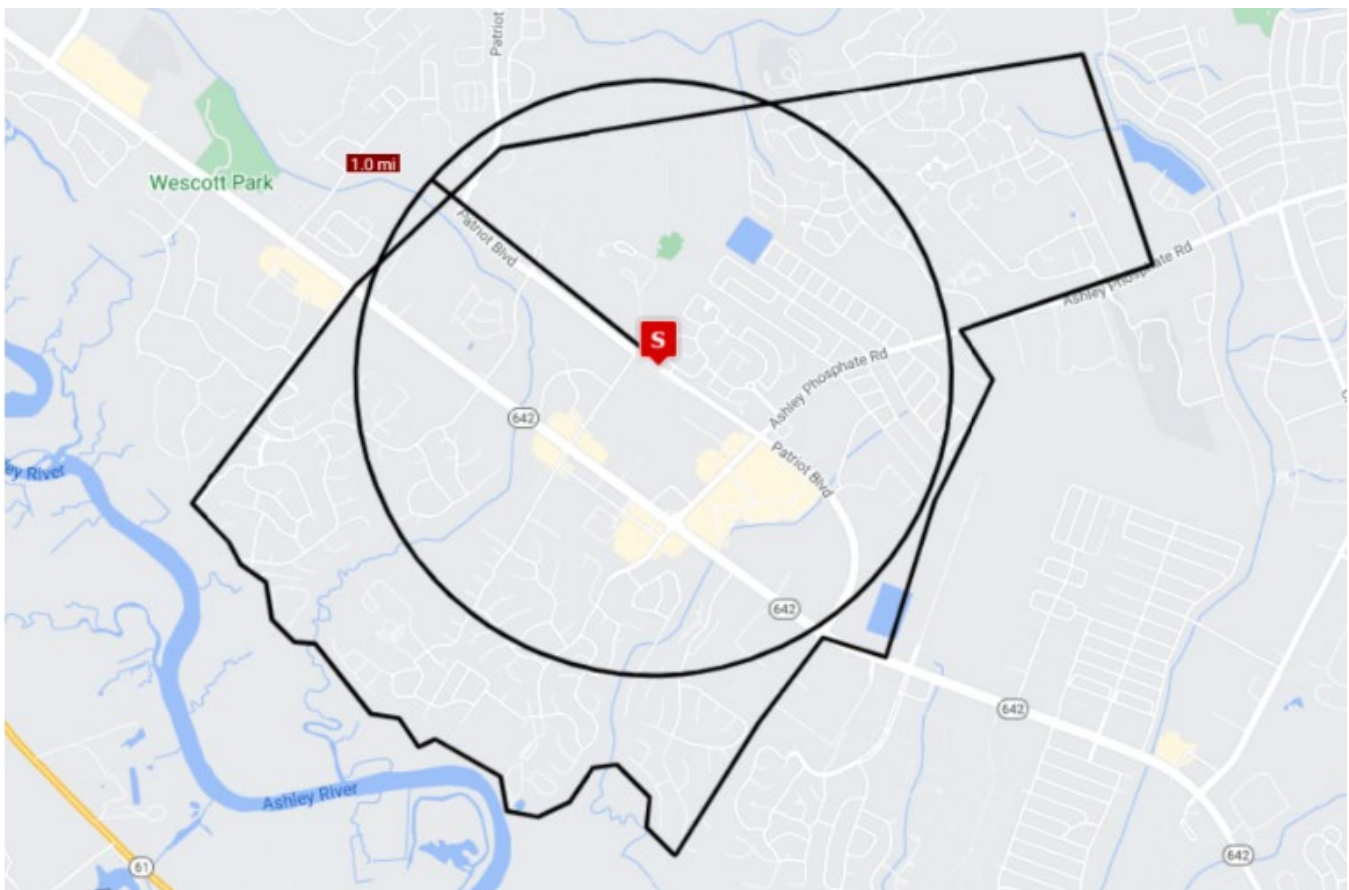 Patriot
1.0 mi
Wescott Park
Patriot Blvd
Ashley Phosphate Rd
S
Ashley Phosphate Rd
642
Patriot Blvd
ey River
642
642
Ashley River
61
642